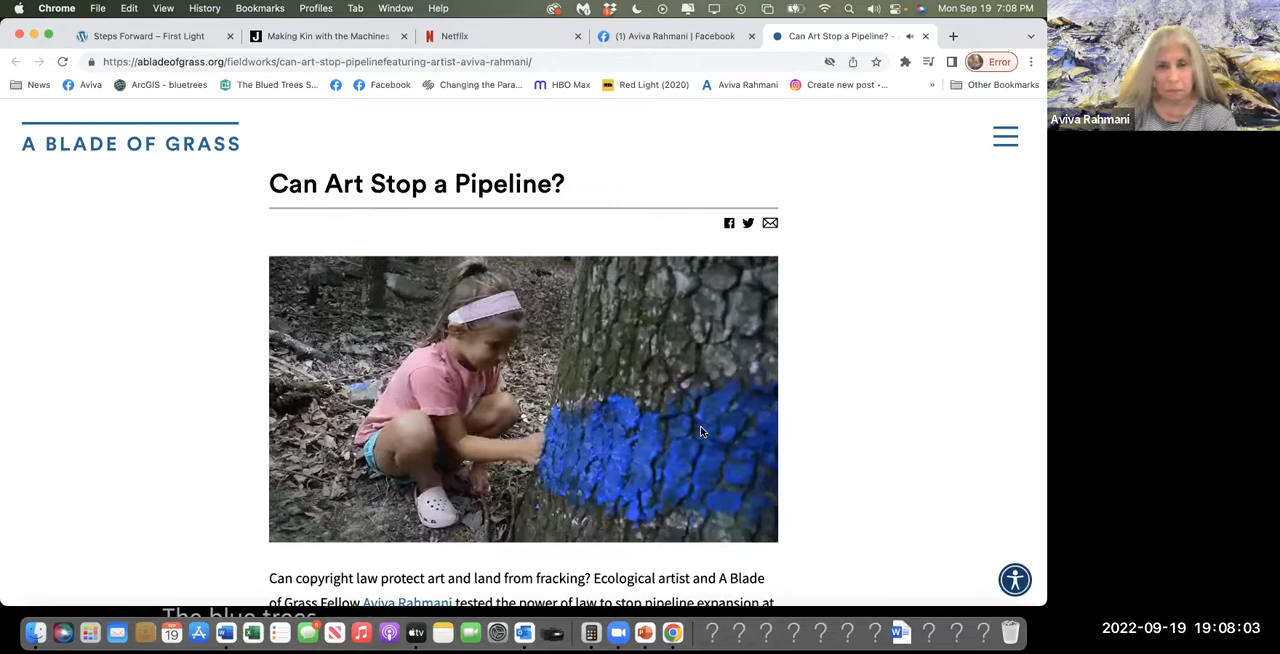 Chrome File Edit View History Bookmarks Profiles Tab Window Help Mon Sep 19 7:08 PM
Steps Forward – First Light Making Kin with the Machines Netflix (1) Aviva Rahmani | Facebook Can Art Stop a Pipeline? -
https://abladeofgrass.org/fieldworks/can-art-stop-pipelinefeaturing-artist-aviva-rahmani/ Error
News Aviva ArcGIS - bluetrees The Blued Trees S... Facebook Changing the Para... HBO Max Red Light (2020) Aviva Rahmani Create new post •... » Other Bookmarks
Aviva Rahmani
A BLADE OF GRASS
Can Art Stop a Pipeline?
Can copyright law protect art and land from fracking? Ecological artist and A Blade
of Grass Fellow Aviva Rahmani tested the power of law to stop pipeline expansion at
The blue trees
2022-09-19 19:08:03